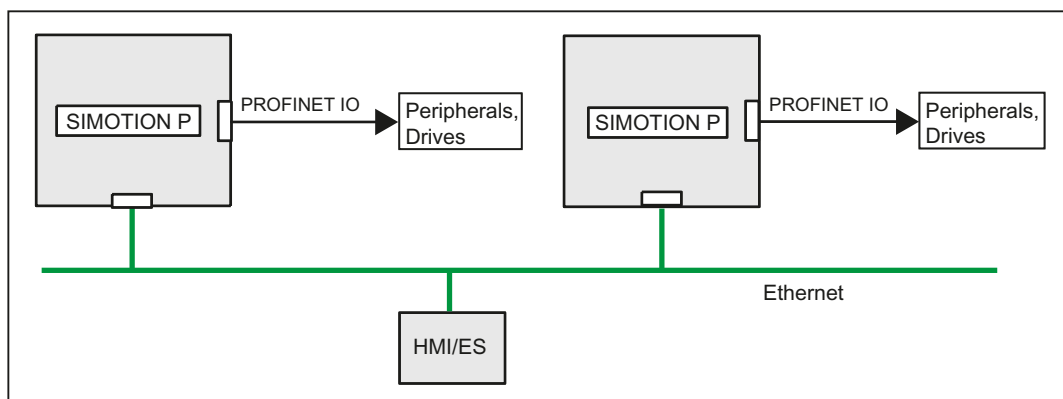 PROFINET IO
SIMOTION P
Peripherals,
Drives
PROFINET IO
SIMOTION P
Peripherals,
Drives
Ethernet
HMI/ES